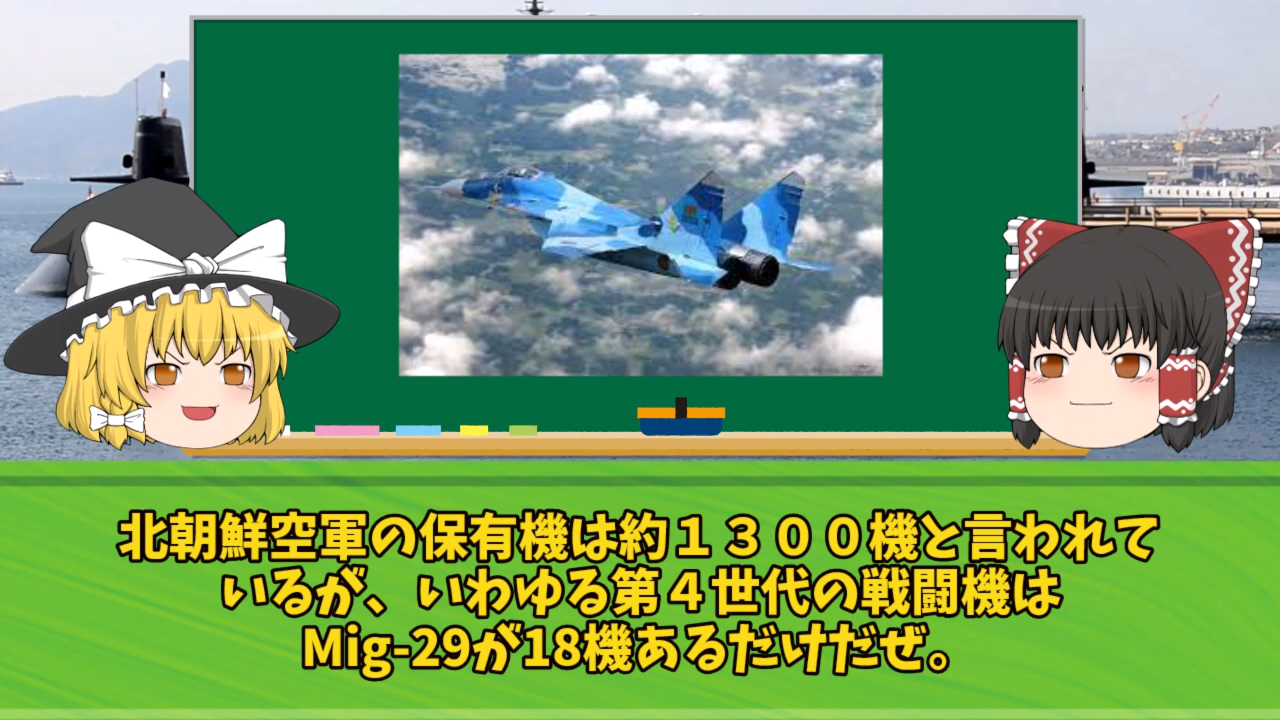 北朝鮮空軍の保有機は約１３００機と言われて
いるが、いわゆる第４世代の戦闘機は
Mig-29が18機あるだけだぜ。